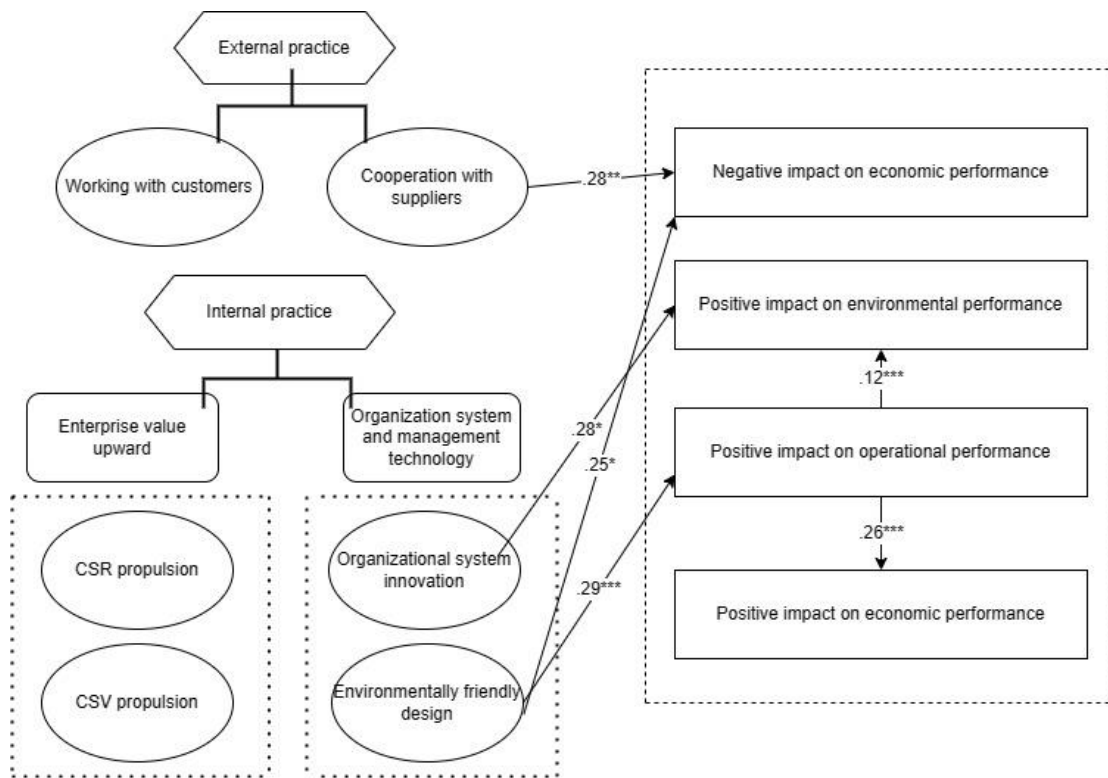 External practice
Working with customers
Cooperation with
suppliers
.28**
Negative impact on economic performance
Internal practice
Positive impact on environmental performance
.12***
Enterprise value
upward
Organization system
and management
technology
.28*
.25*
Positive impact on operational performance
.26***
CSR propulsion
Organizational system
innovation
.29***
Positive impact on economic performance
CSV propulsion
Environmentally friendly
design